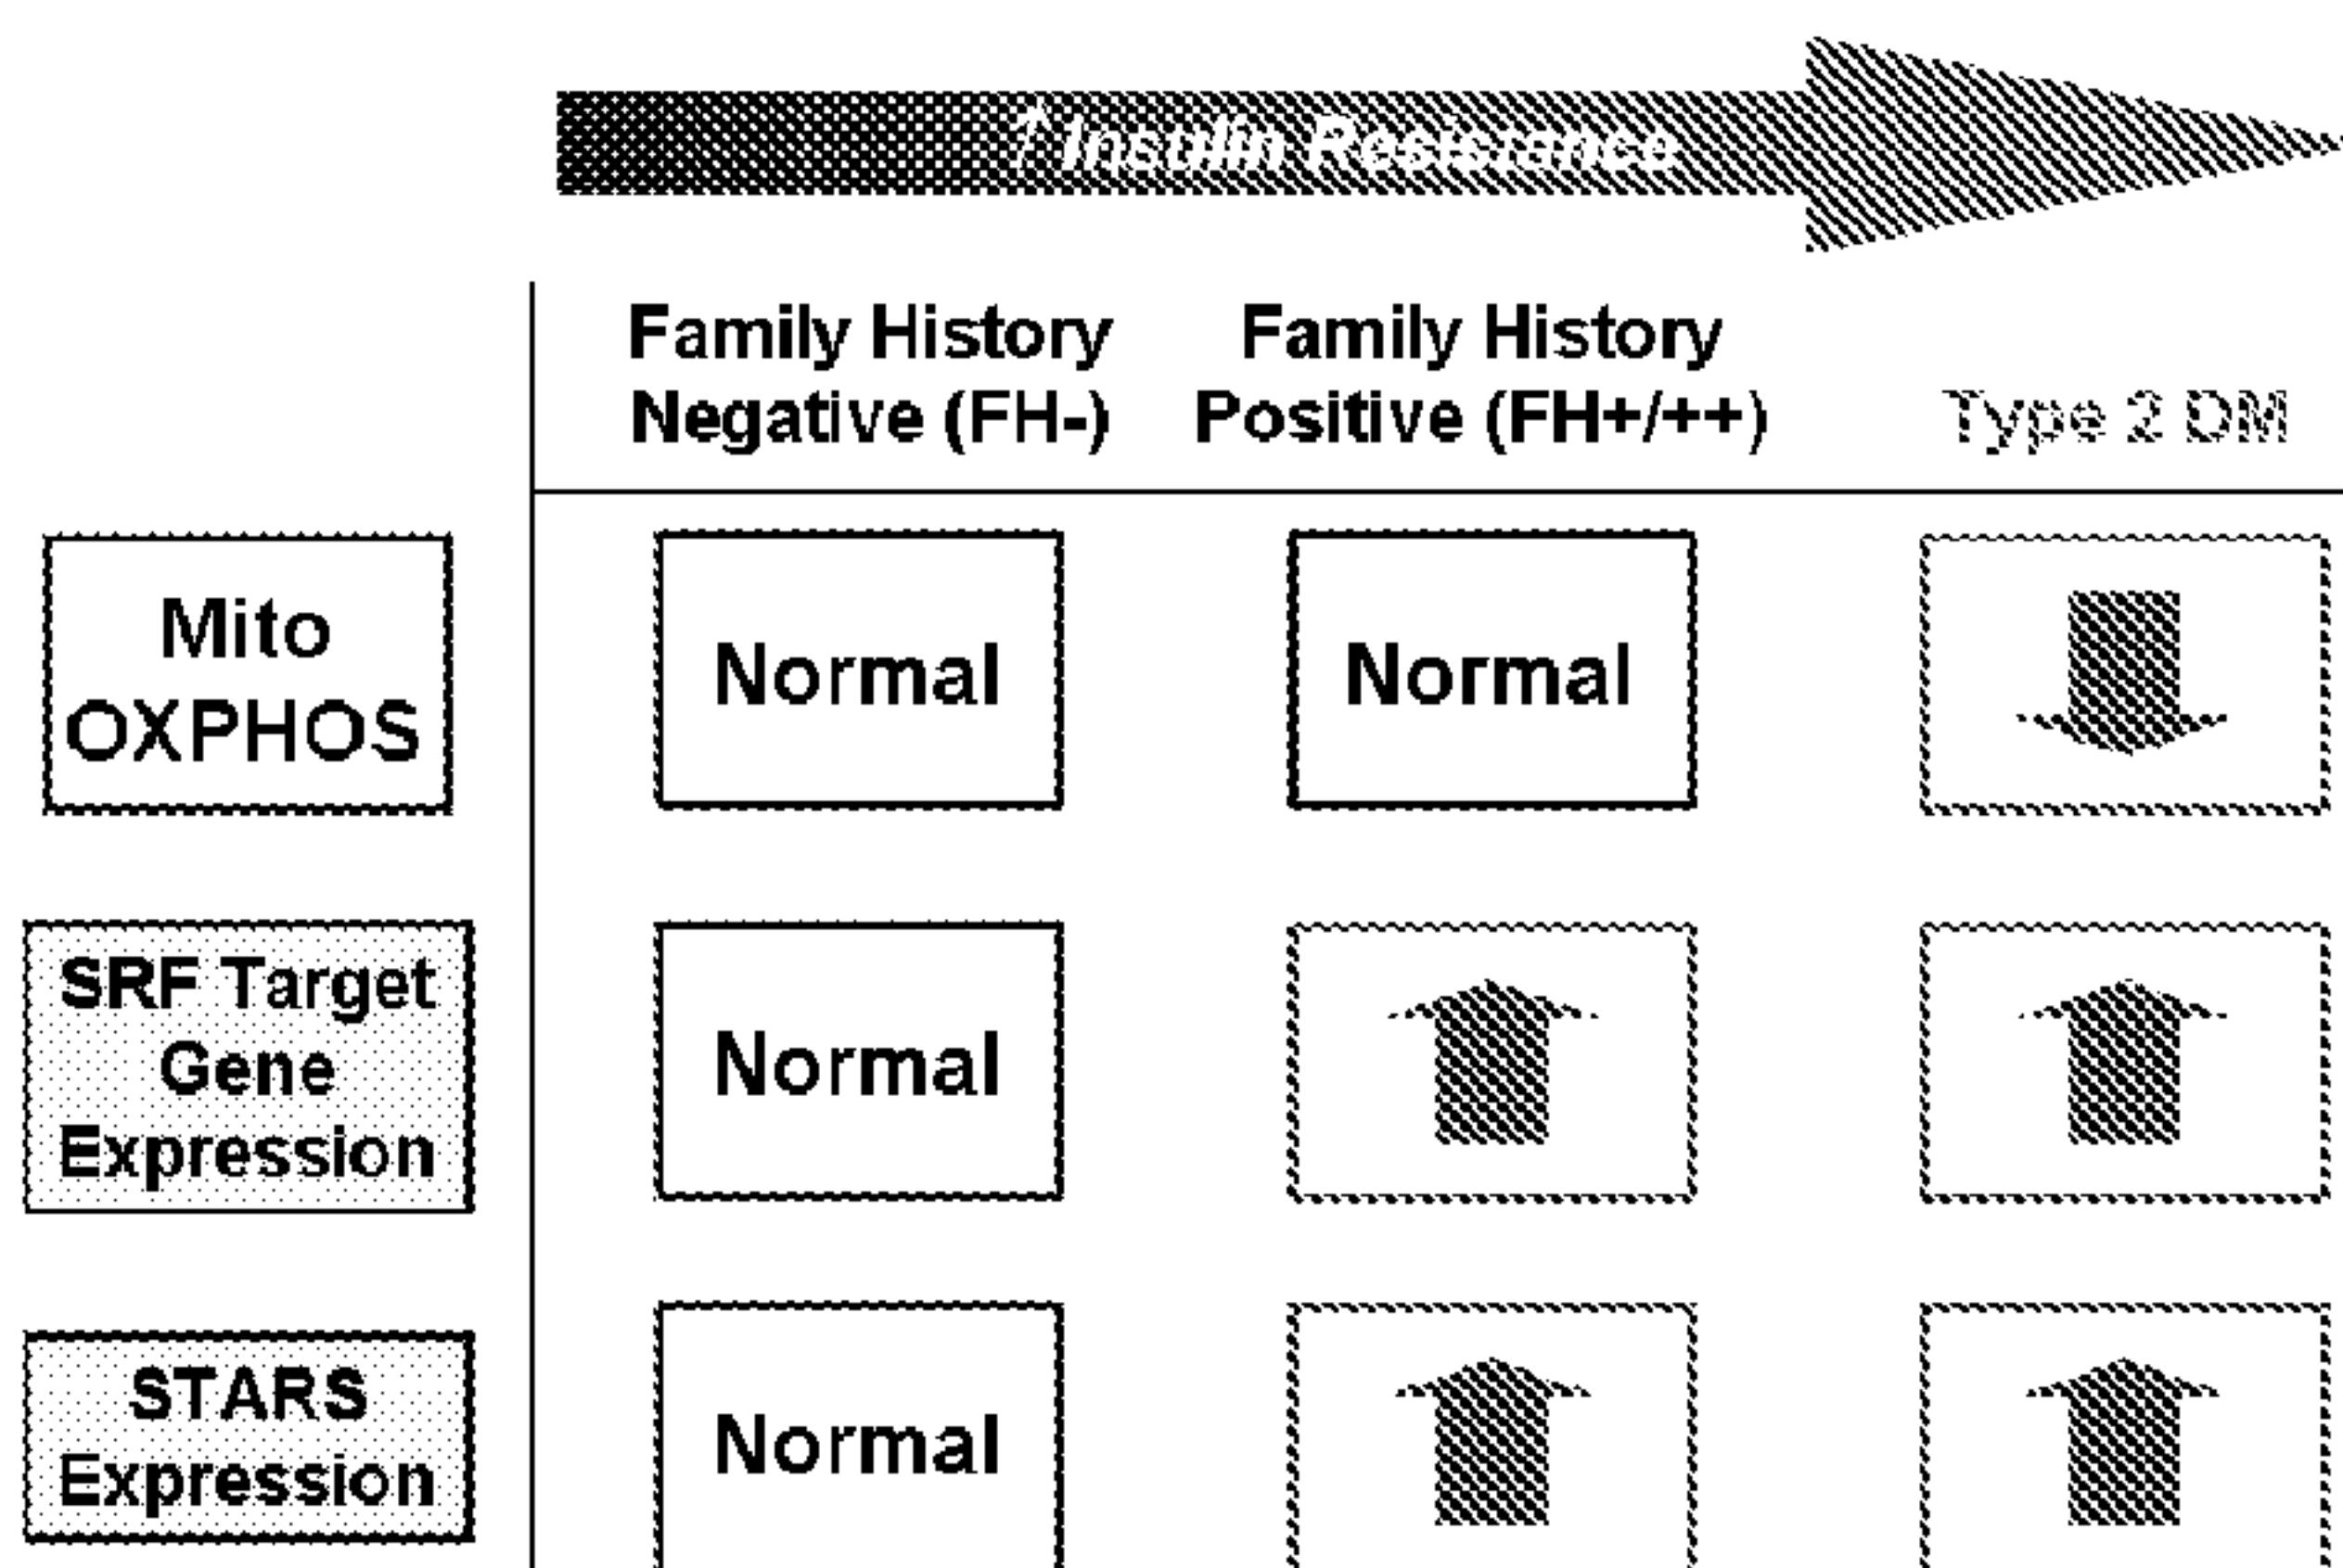 ↑ Insulin Resistance
Family History
Negative (FH-)
Family History
Positive (FH+/++)
Type 2 DM
Mito
OXPHOS
Normal
Normal
SRF Target
Gene
Expression
Normal
STARS
Expression
Normal